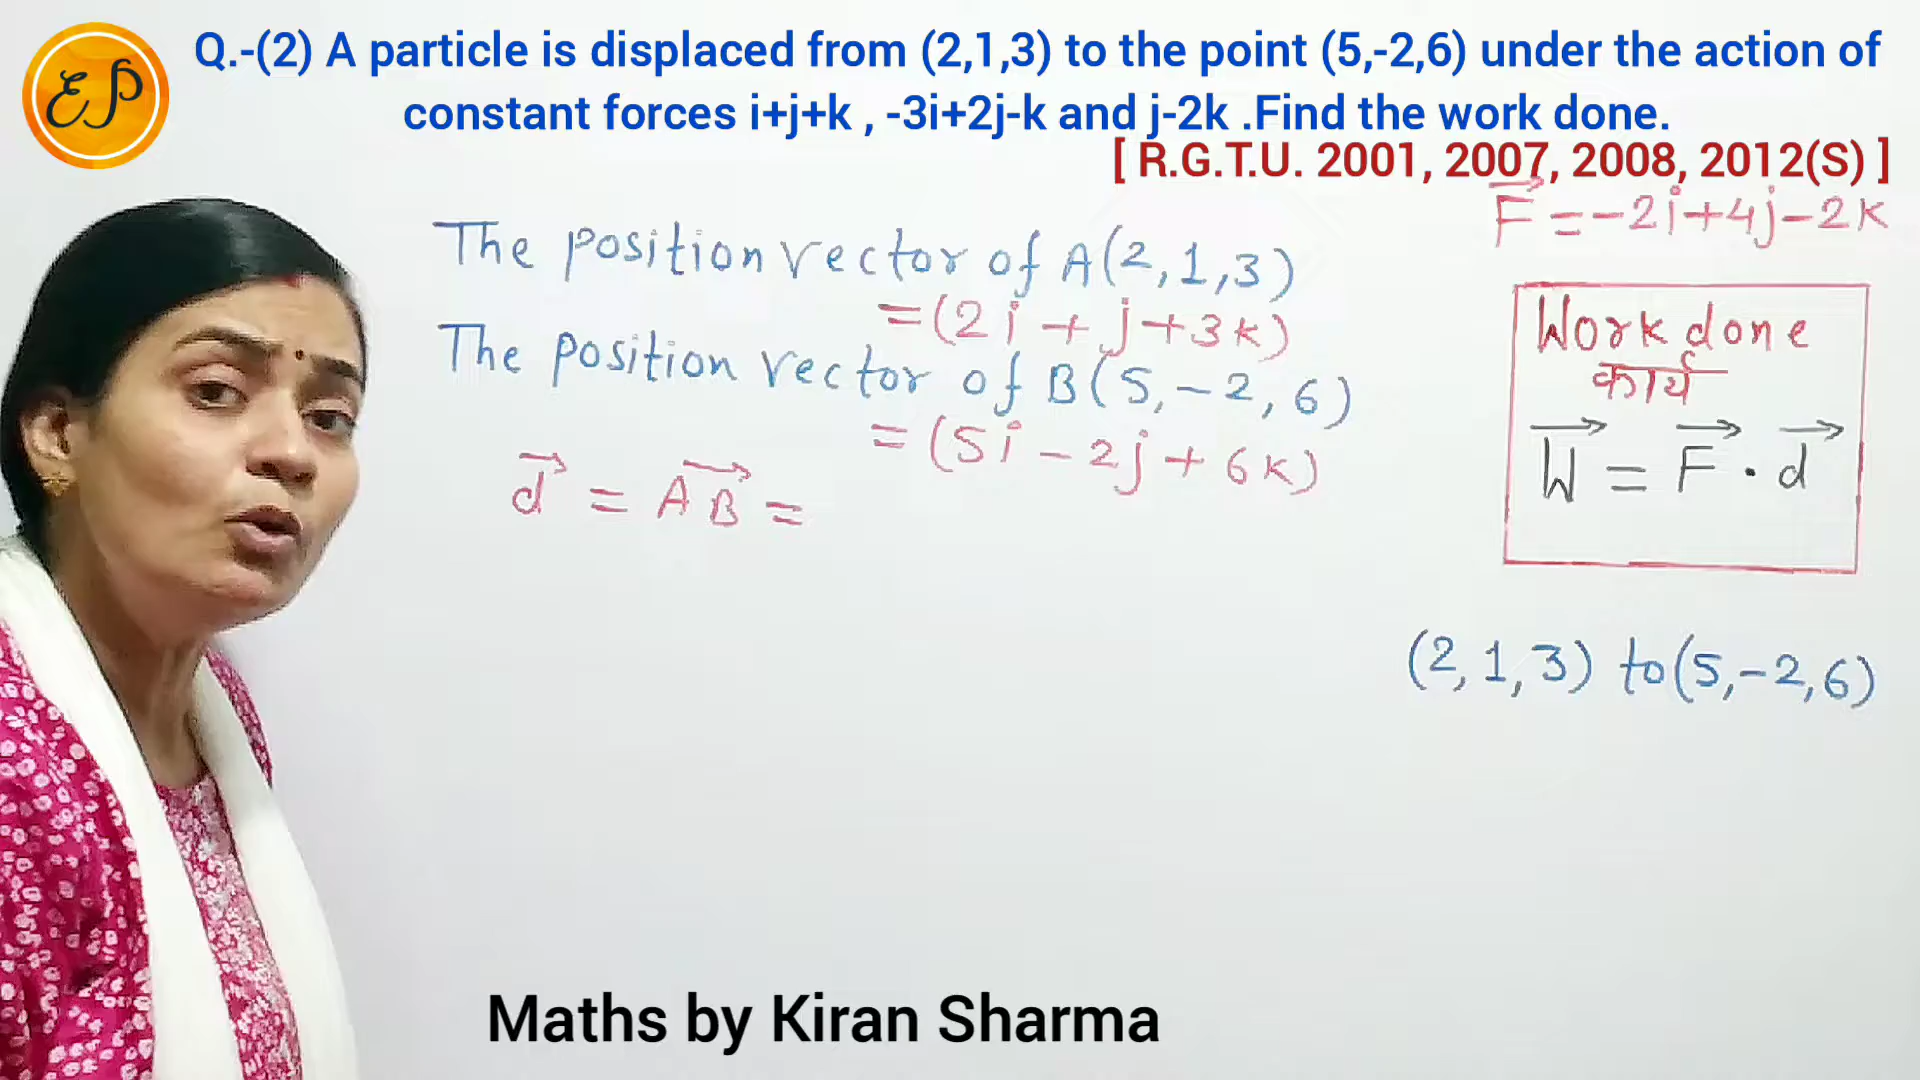 EP
Q.-(2) A particle is displaced from (2,1,3) to the point (5,-2,6) under the action of
constant forces i+j+k , -3i+2j-k and j-2k .Find the work done.
[ R.G.T.U. 2001, 2007, 2008, 2012(S) ]
F⃗ = -2i+4j-2k
The position vector of A(2,1,3)
=(2i+j+3k)
The position vector of B(5,-2,6)
=(5i-2j+6k)
d⃗ = A⃗B⃗ =
Work done
कार्य
W⃗ = F⃗ . d⃗
(2,1,3) to (5,-2,6)
Maths by Kiran Sharma